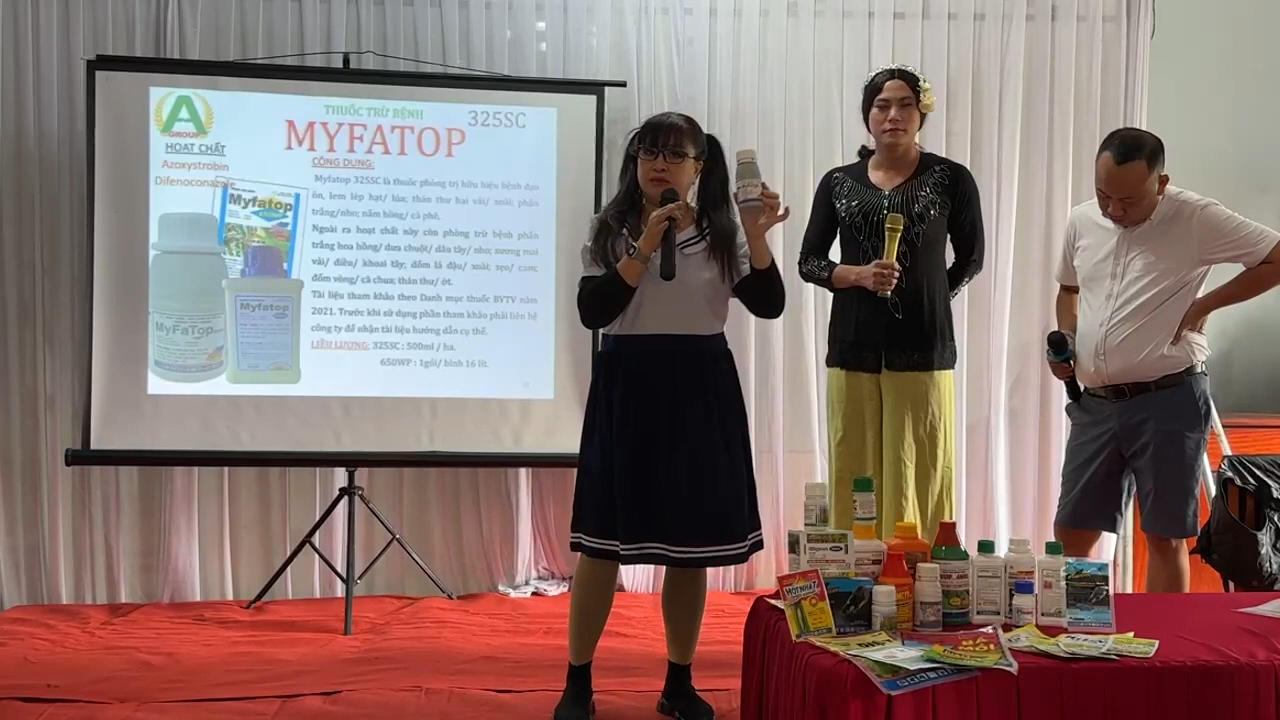 A
GROUP
THUỐC TRỪ BỆNH
325SC
MYFATOP
HOẠT CHẤT
Azoxystrobin
Difenoconazole
CÔNG DỤNG:
Myfatop 325SC là thuốc phòng trị hữu hiệu bệnh đạo
ôn, lem lép hạt/ lúa; thán thư hại vải/ xoài; phấn
trắng/nho; nấm hồng/ cà phê.
Ngoài ra hoạt chất này còn phòng trừ bệnh phấn
trắng hoa hồng/ dưa chuột/ dâu tây/ nho; sương mai
vải/ điều/ khoai tây; đốm lá đậu/ xoài; sẹo/ cam;
đốm vòng/ cà chua; thán thư/ ớt.
Tài liệu tham khảo theo Danh mục thuốc BVTV năm
2021. Trước khi sử dụng phần tham khảo phải liên hệ
công ty để nhận tài liệu hướng dẫn cụ thể.
LIỀU LƯỢNG: 325SC : 500ml / ha.
650WP : 1gói/ bình 16 lít.
Myfatop
MyFaTop
Myfatop
HOTNHAT